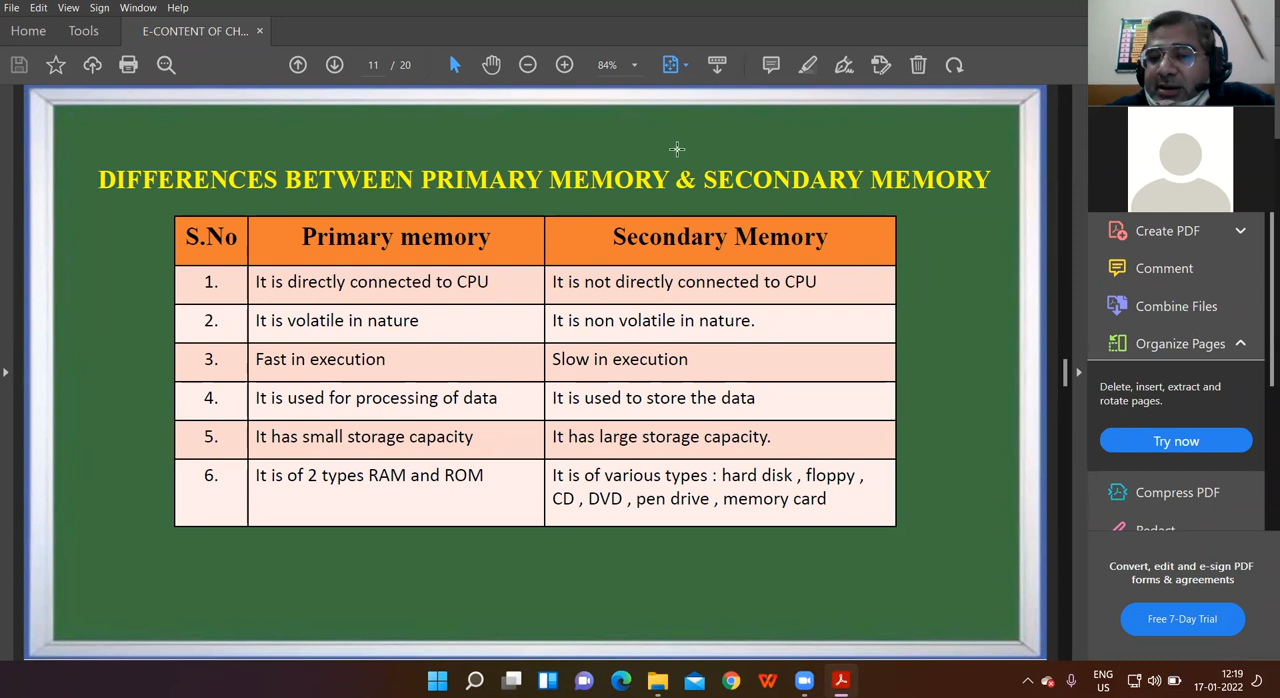 File Edit View Sign Window Help
Home Tools E-CONTENT OF CH... ×
11 / 20 84%
DIFFERENCES BETWEEN PRIMARY MEMORY & SECONDARY MEMORY
S.No Primary memory Secondary Memory
1. It is directly connected to CPU It is not directly connected to CPU
2. It is volatile in nature It is non volatile in nature.
3. Fast in execution Slow in execution
4. It is used for processing of data It is used to store the data
5. It has small storage capacity It has large storage capacity.
6. It is of 2 types RAM and ROM It is of various types : hard disk , floppy ,
CD , DVD , pen drive , memory card
Create PDF
Comment
Combine Files
Organize Pages
Delete, insert, extract and
rotate pages.
Try now
Compress PDF
Redact
Convert, edit and e-sign PDF
forms & agreements
Free 7-Day Trial
ENG
US
12:19
17-01-2022